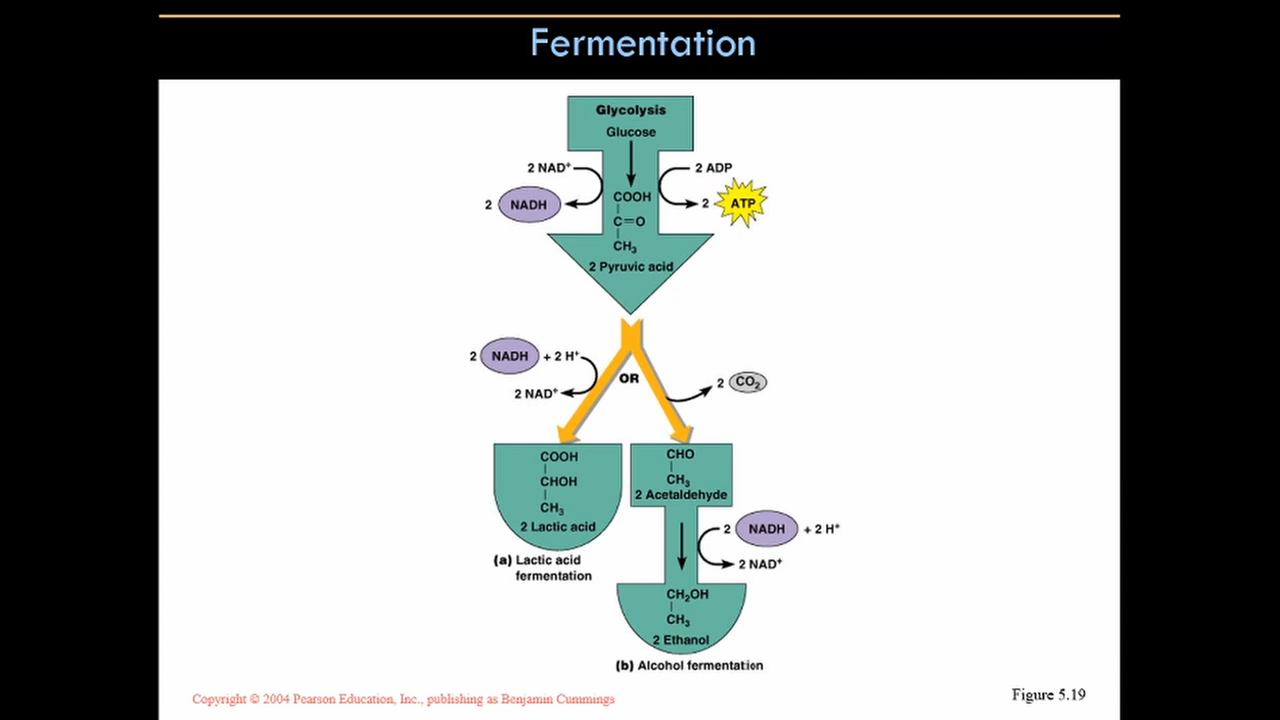 Fermentation
Glycolysis
Glucose
2 NAD⁺
2 ADP
2 NADH
2 ATP
COOH
C=O
CH₃
2 Pyruvic acid
2 NADH + 2 H⁺
2 NAD⁺
OR
2 CO₂
COOH
CHOH
CH₃
2 Lactic acid
(a) Lactic acid
fermentation
CHO
CH₃
2 Acetaldehyde
2 NADH + 2 H⁺
2 NAD⁺
CH₂OH
CH₃
2 Ethanol
(b) Alcohol fermentation
Copyright © 2004 Pearson Education, Inc., publishing as Benjamin Cummings
Figure 5.19